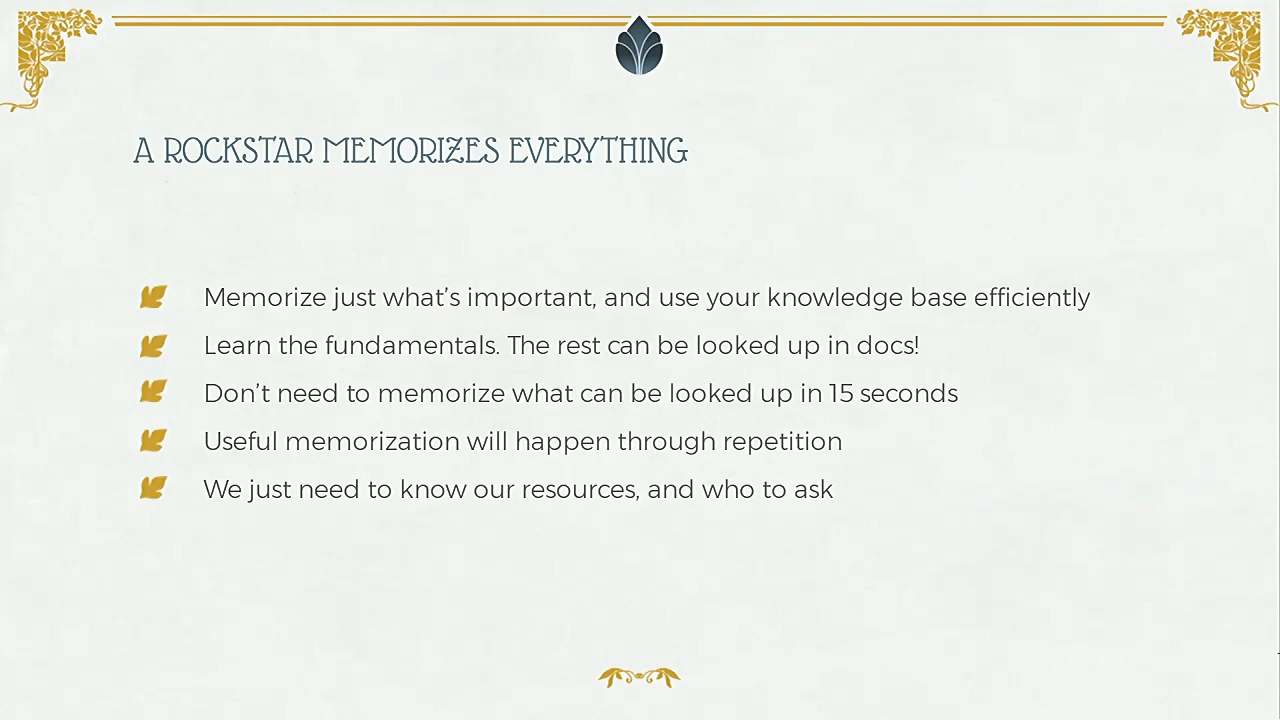 A ROCKSTAR MEMORIZES EVERYTHING
Memorize just what’s important, and use your knowledge base efficiently
Learn the fundamentals. The rest can be looked up in docs!
Don’t need to memorize what can be looked up in 15 seconds
Useful memorization will happen through repetition
We just need to know our resources, and who to ask